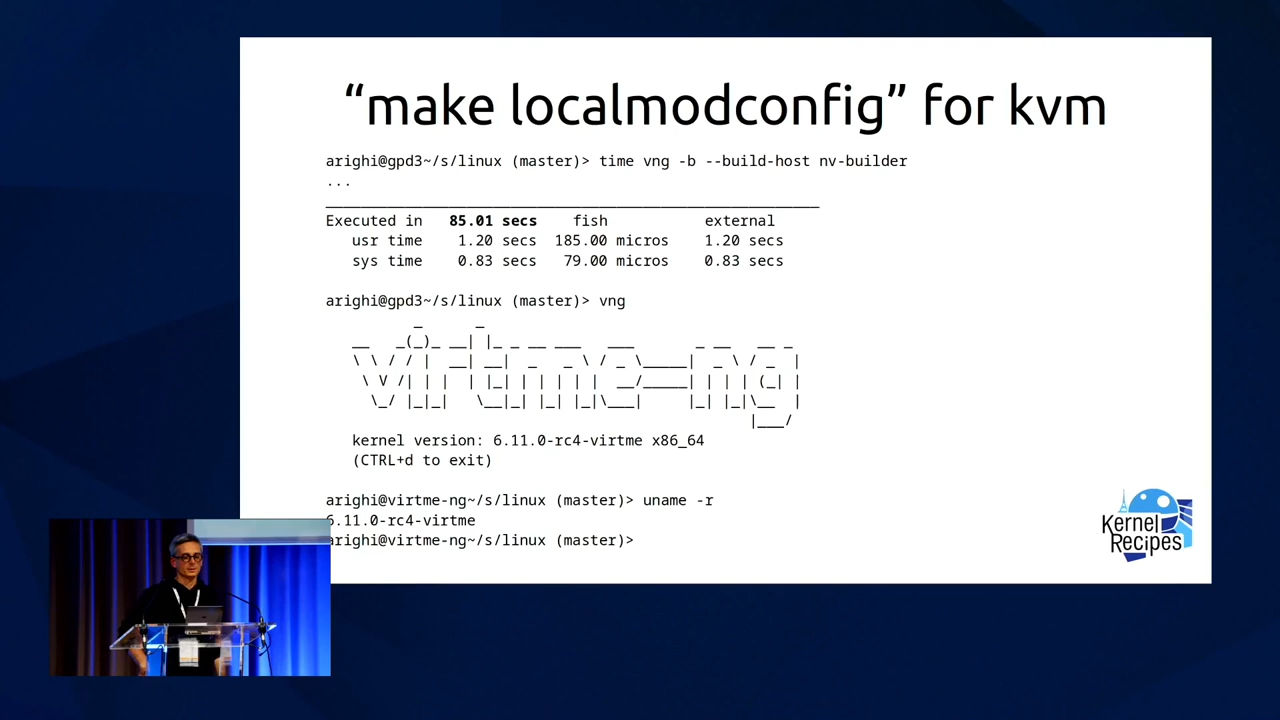 “make localmodconfig” for kvm
arighi@gpd3~/s/linux (master)> time vng -b --build-host nv-builder
...
________________________________________________________
Executed in   85.01 secs    fish           external
   usr time    1.20 secs  185.00 micros    1.20 secs
   sys time    0.83 secs   79.00 micros    0.83 secs
arighi@gpd3~/s/linux (master)> vng
virtme-ng
kernel version: 6.11.0-rc4-virtme x86_64
(CTRL+d to exit)
arighi@virtme-ng~/s/linux (master)> uname -r
6.11.0-rc4-virtme
arighi@virtme-ng~/s/linux (master)>
Kernel
Recipes